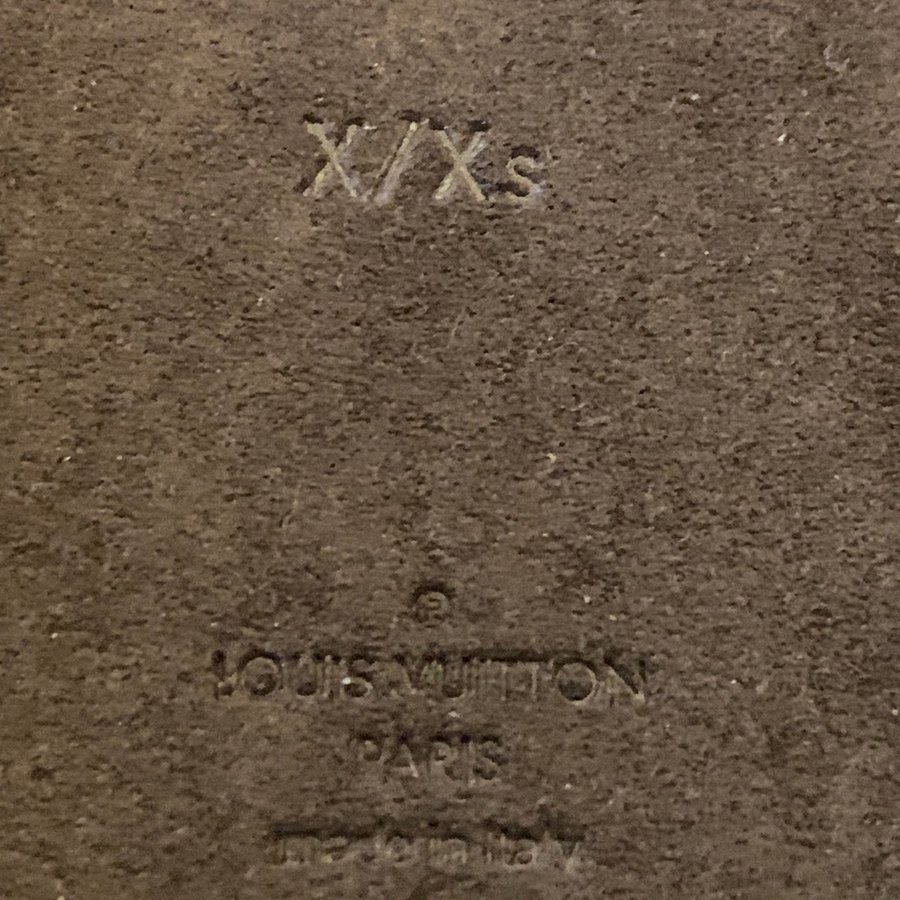 X/Xs
®
LOUIS VUITTON
PARIS
made in Italy